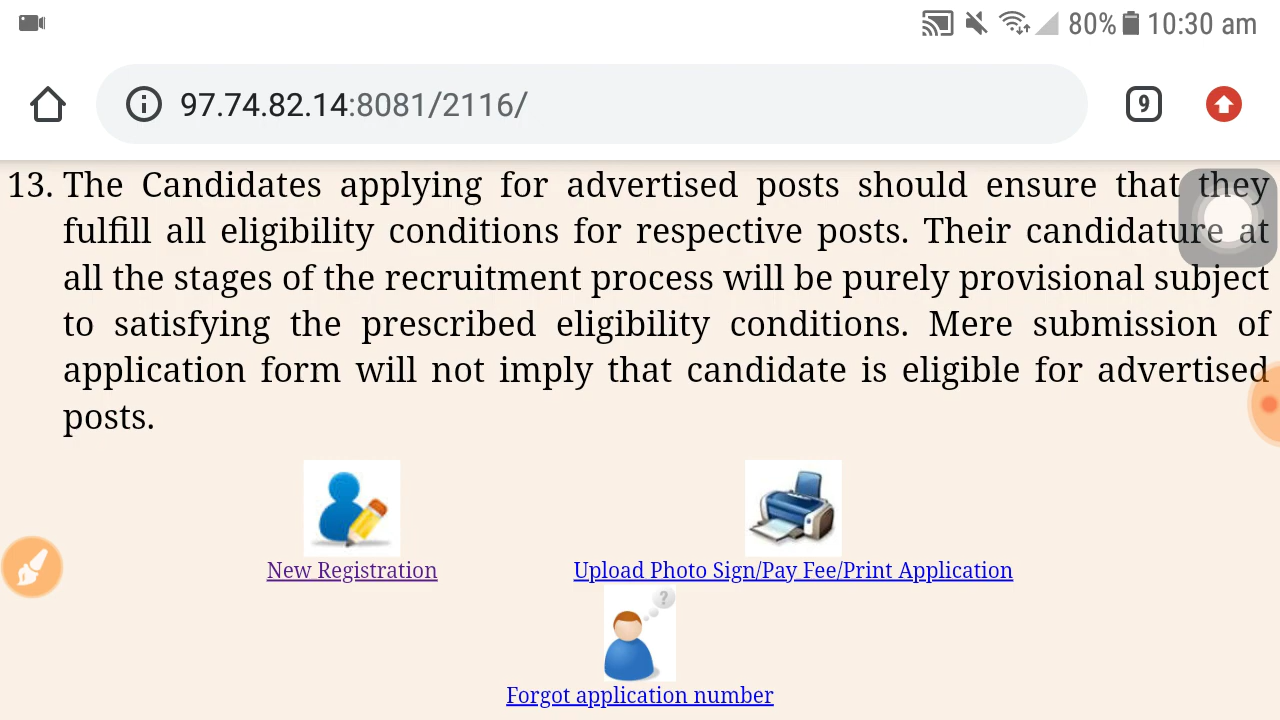 80% 10:30 am
97.74.82.14:8081/2116/
9
13. The Candidates applying for advertised posts should ensure that they
fulfill all eligibility conditions for respective posts. Their candidature at
all the stages of the recruitment process will be purely provisional subject
to satisfying the prescribed eligibility conditions. Mere submission of
application form will not imply that candidate is eligible for advertised
posts.
New Registration
Upload Photo Sign/Pay Fee/Print Application
?
Forgot application number